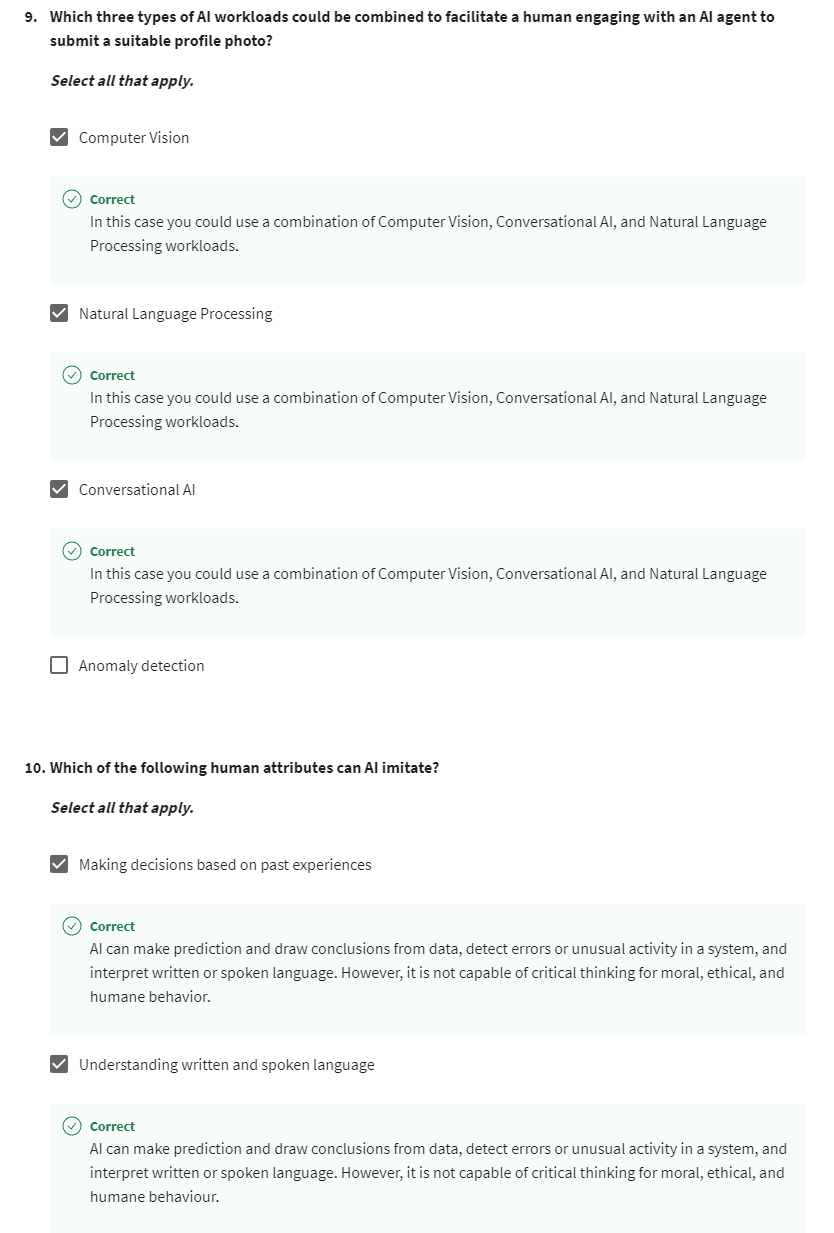 9. Which three types of AI workloads could be combined to facilitate a human engaging with an AI agent to
submit a suitable profile photo?
Select all that apply.
Computer Vision
Correct
In this case you could use a combination of Computer Vision, Conversational AI, and Natural Language
Processing workloads.
Natural Language Processing
Correct
In this case you could use a combination of Computer Vision, Conversational AI, and Natural Language
Processing workloads.
Conversational AI
Correct
In this case you could use a combination of Computer Vision, Conversational AI, and Natural Language
Processing workloads.
Anomaly detection
10. Which of the following human attributes can AI imitate?
Select all that apply.
Making decisions based on past experiences
Correct
AI can make prediction and draw conclusions from data, detect errors or unusual activity in a system, and
interpret written or spoken language. However, it is not capable of critical thinking for moral, ethical, and
humane behavior.
Understanding written and spoken language
Correct
AI can make prediction and draw conclusions from data, detect errors or unusual activity in a system, and
interpret written or spoken language. However, it is not capable of critical thinking for moral, ethical, and
humane behaviour.